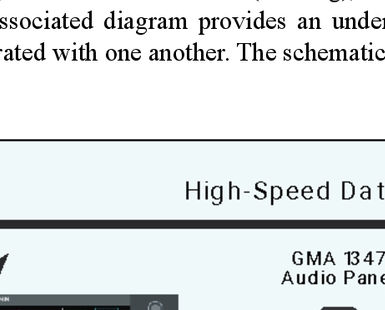 ssociated diagram provides an under
rated with one another. The schematic
High-Speed Dat
GMA 1347
Audio Pane